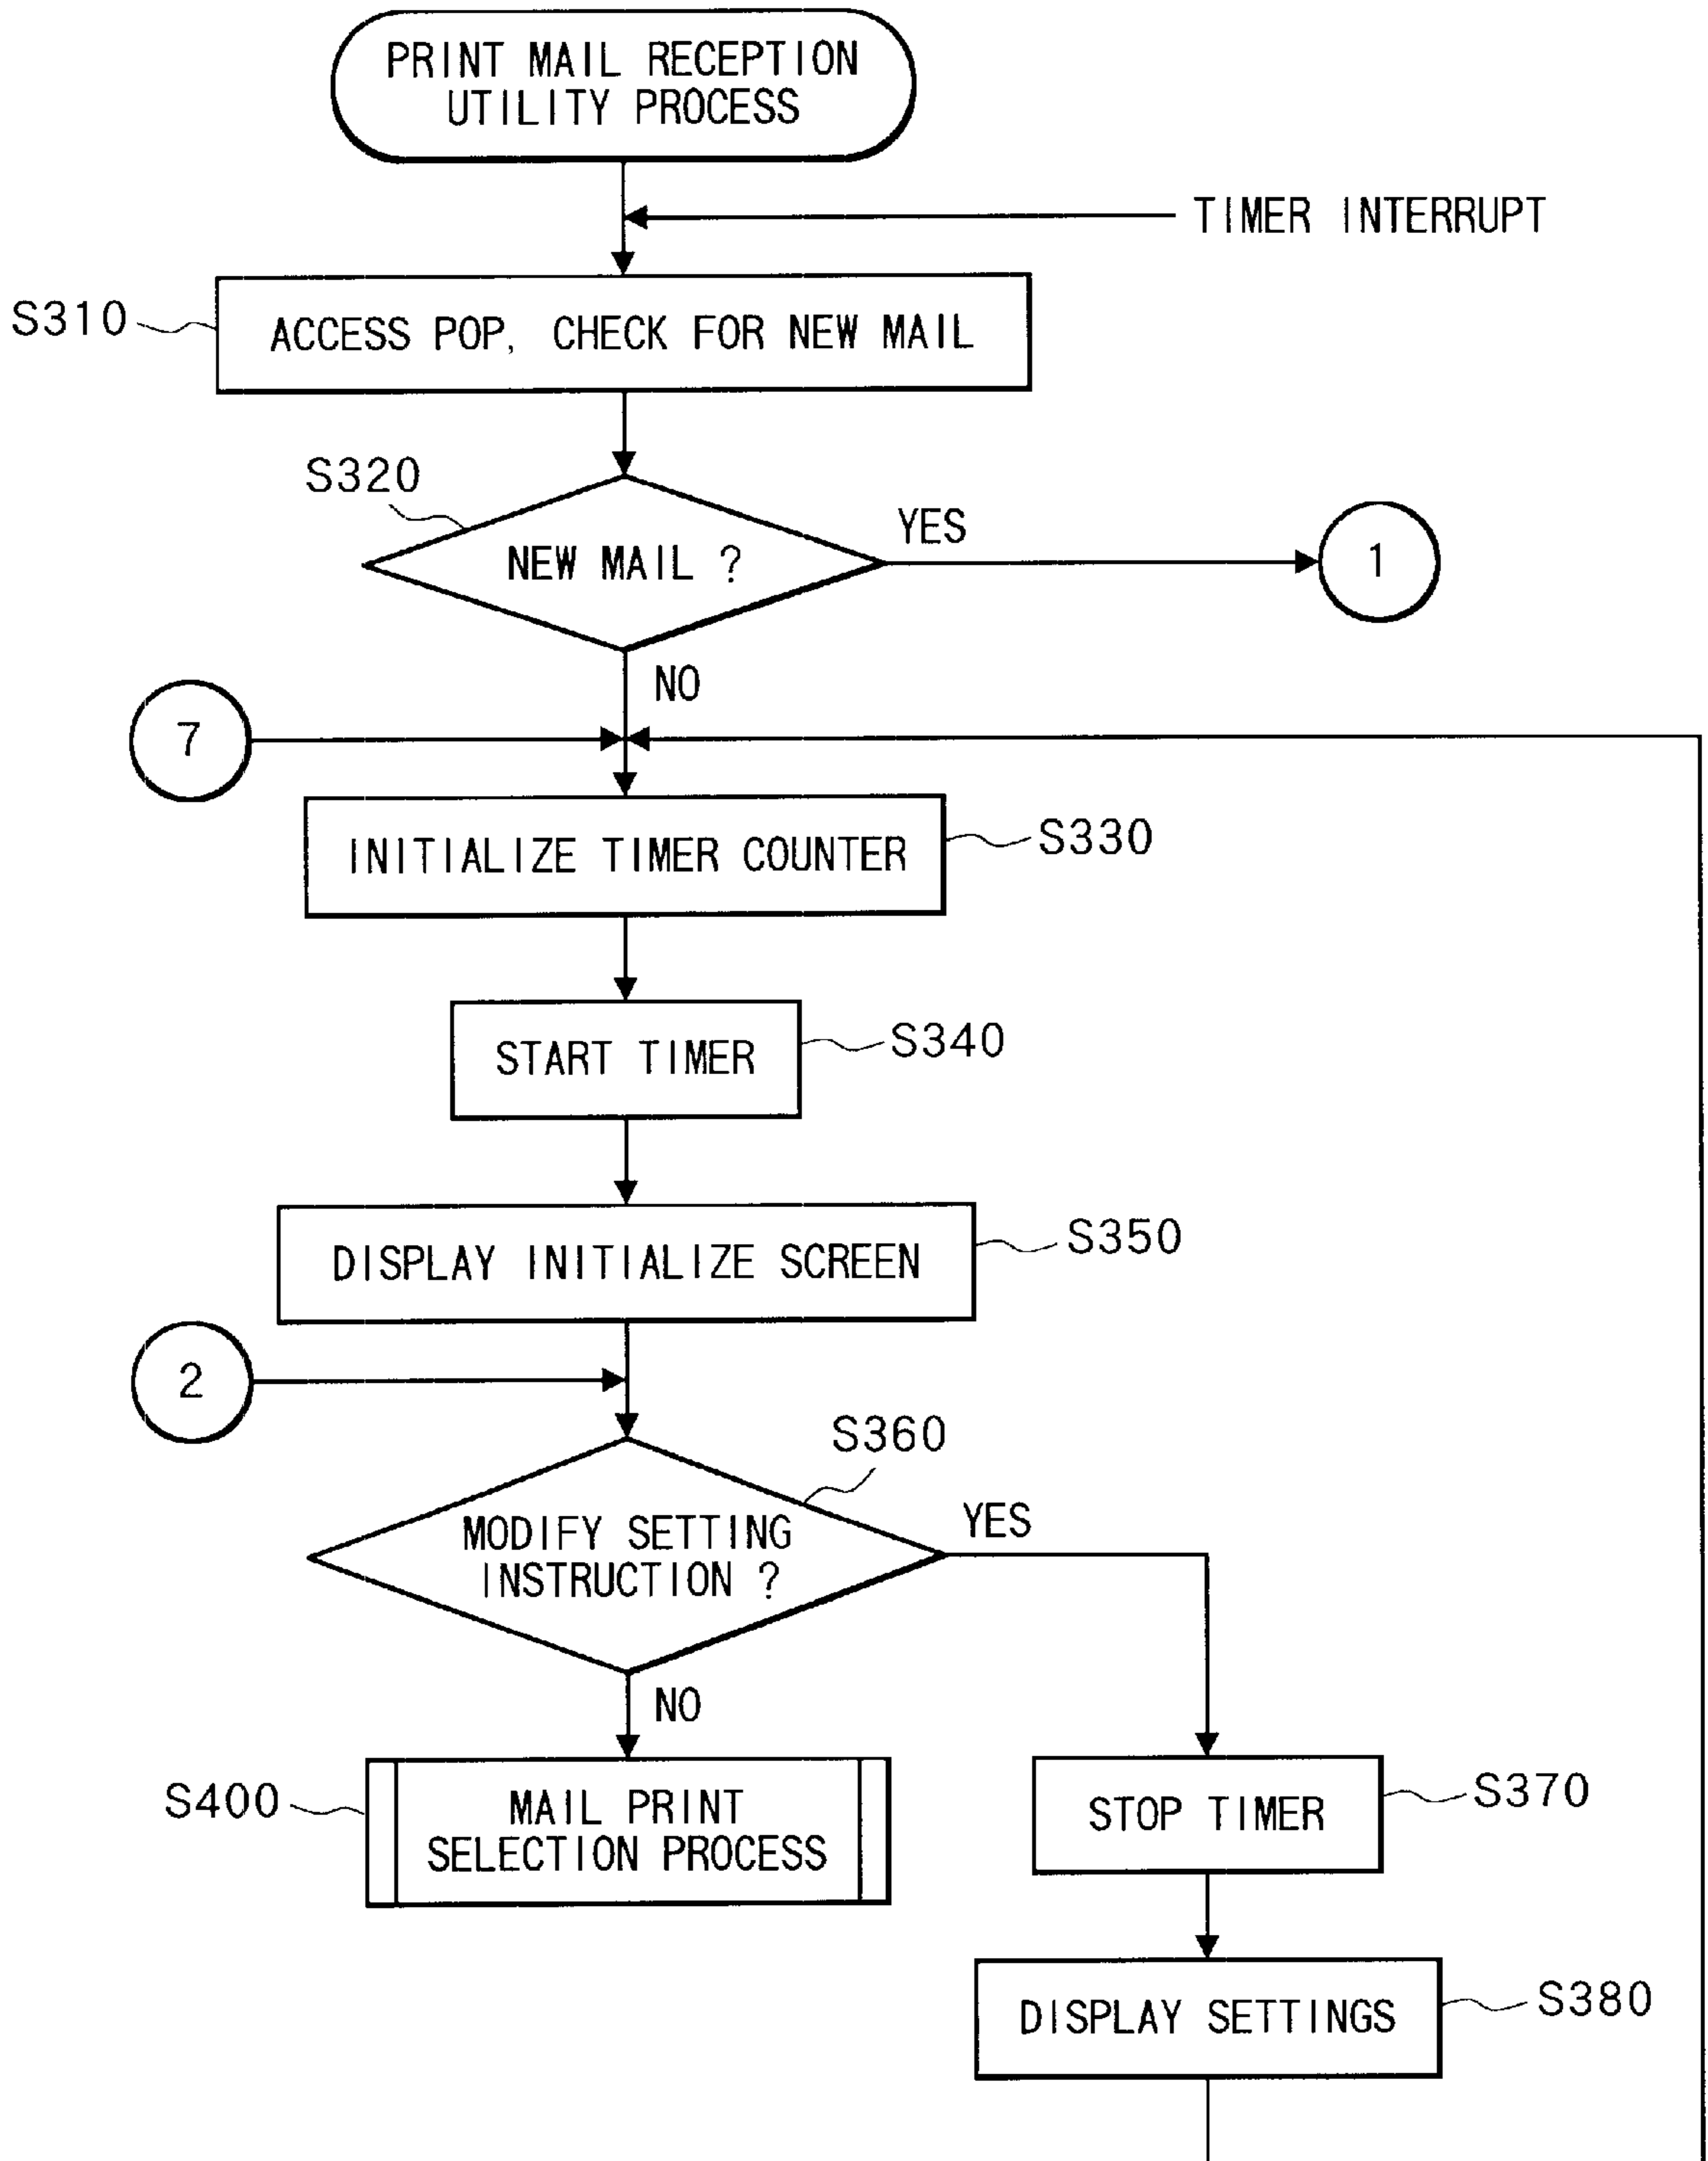 PRINT MAIL RECEPTION
UTILITY PROCESS
TIMER INTERRUPT
S310
ACCESS POP, CHECK FOR NEW MAIL
S320
NEW MAIL ?
YES
1
NO
7
INITIALIZE TIMER COUNTER
S330
START TIMER
S340
DISPLAY INITIALIZE SCREEN
S350
2
S360
MODIFY SETTING
INSTRUCTION ?
YES
NO
S400
MAIL PRINT
SELECTION PROCESS
STOP TIMER
S370
DISPLAY SETTINGS
S380